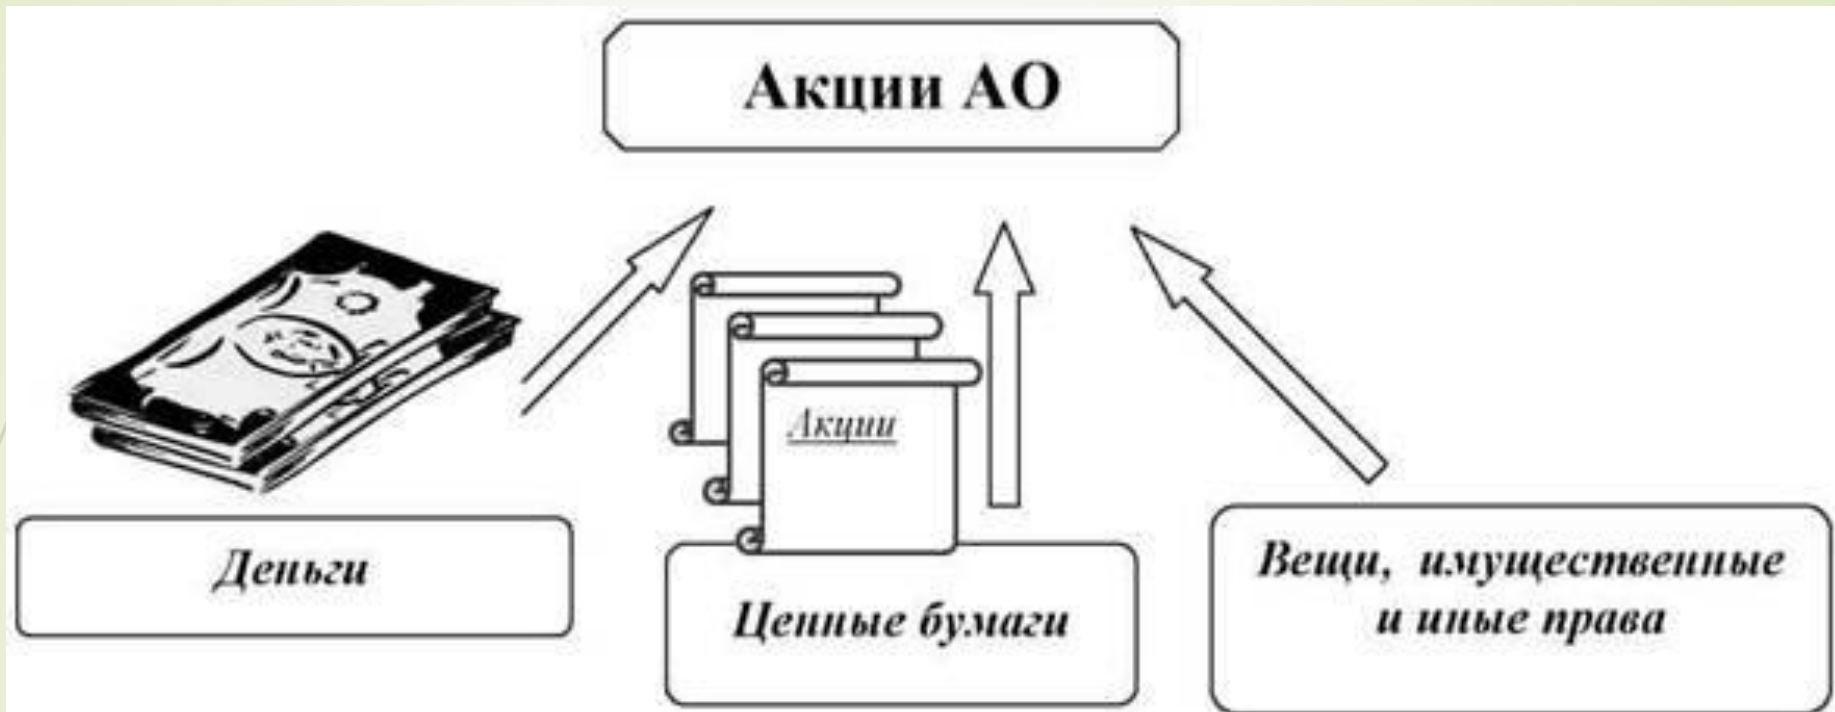 Акции АО
Акции
Деньги
Ценные бумаги
Вещи, имущественные
и иные права